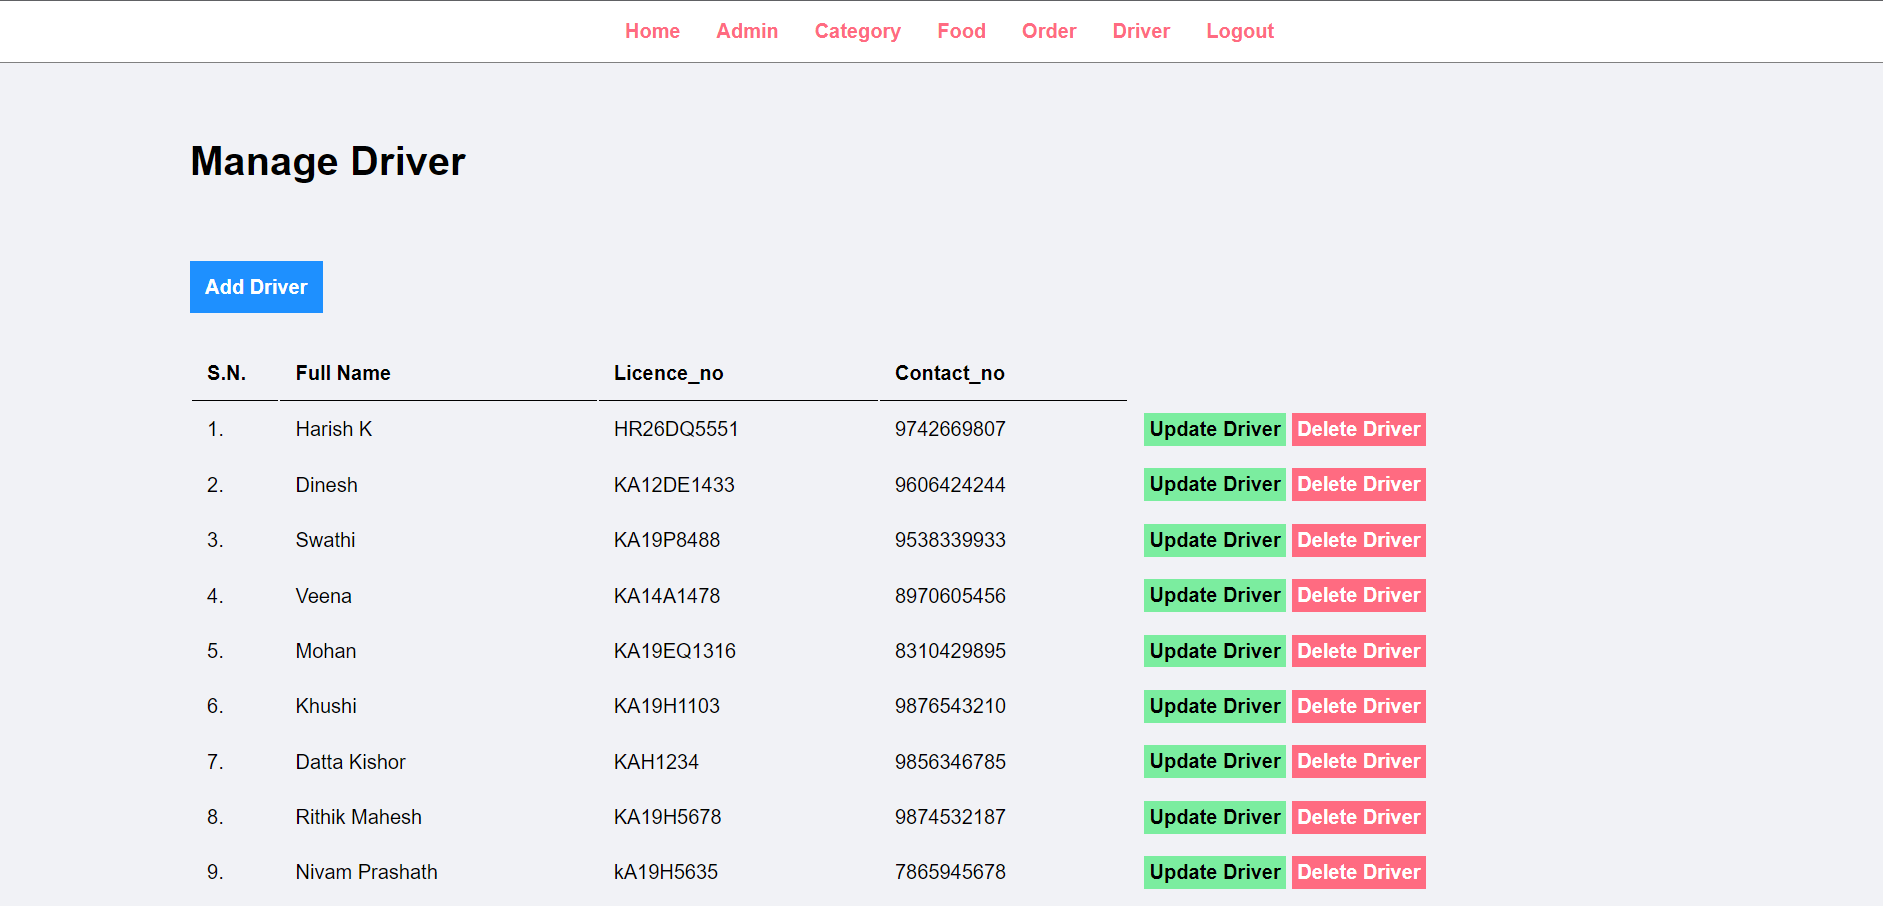 Home Admin Category Food Order Driver Logout
Manage Driver
Add Driver
S.N. Full Name Licence_no Contact_no
1. Harish K HR26DQ5551 9742669807 Update Driver Delete Driver
2. Dinesh KA12DE1433 9606424244 Update Driver Delete Driver
3. Swathi KA19P8488 9538339933 Update Driver Delete Driver
4. Veena KA14A1478 8970605456 Update Driver Delete Driver
5. Mohan KA19EQ1316 8310429895 Update Driver Delete Driver
6. Khushi KA19H1103 9876543210 Update Driver Delete Driver
7. Datta Kishor KAH1234 9856346785 Update Driver Delete Driver
8. Rithik Mahesh KA19H5678 9874532187 Update Driver Delete Driver
9. Nivam Prashath kA19H5635 7865945678 Update Driver Delete Driver